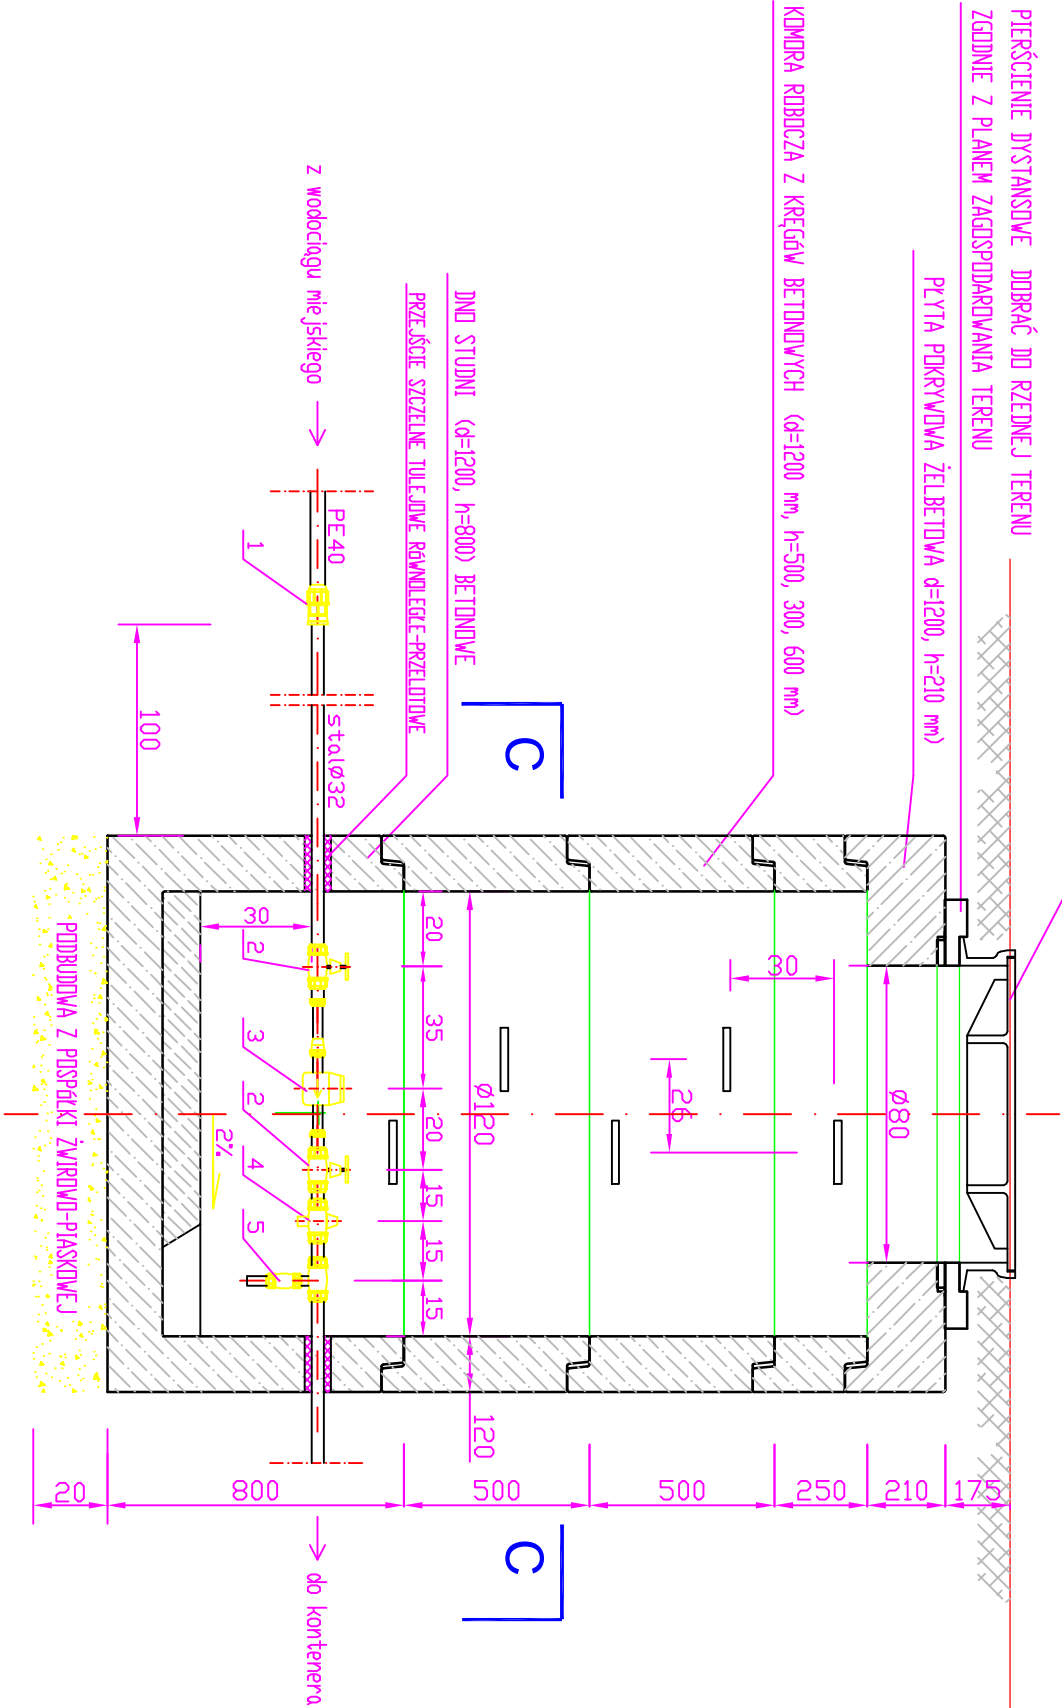 PIERŚCIENIE DYSTANSOWE DOBRAĆ DO RZEDNEJ TERENU
ZGODNIE Z PLANEM ZAGOSPODAROWANIA TERENU
PŁYTA POKRYWOWA ŻELBETOWA d=1200, h=210 mm)
KOMORA ROBOCZA Z KRĘGÓW BETONOWYCH (d=1200 mm, h=500, 300, 600 mm)
DNO STUDNI (d=1200, h=800) BETONOWE
PRZEJŚCIE SZCZELNE TULEJOWE RÓWNOLEGŁE-PRZELOTOWE
z wodociągu miejskiego
do kontenera
PE40
stalø32
1
100
C
C
175
210
250
500
500
800
20
ø80
30
26
ø120
120
20
35
20
15
15
15
30
2
3
2
4
5
2%
PODBUDOWA Z POSPÓŁKI ŻWIROWO-PIASKOWEJ